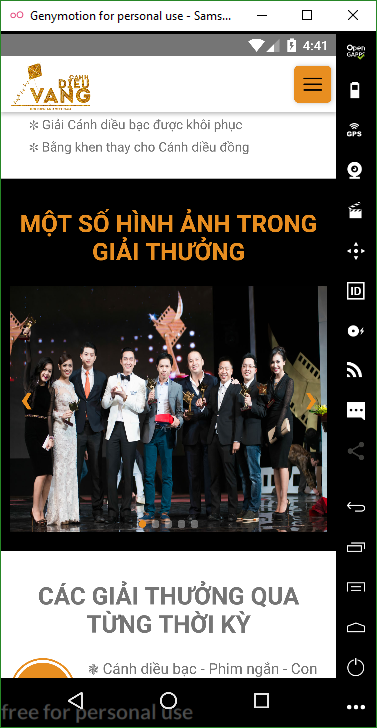 Genymotion for personal use - Sams...
Open
GAPPS
4:41
CÁNH
DIỀU
VÀNG
GPS
✼ Giải Cánh diều bạc được khôi phục
✼ Bằng khen thay cho Cánh diều đồng
ID
MỘT SỐ HÌNH ẢNH TRONG
GIẢI THƯỞNG
CÁC GIẢI THƯỞNG QUA
TỪNG THỜI KỲ
❃ Cánh diều bạc - Phim ngắn - Con
free for personal use